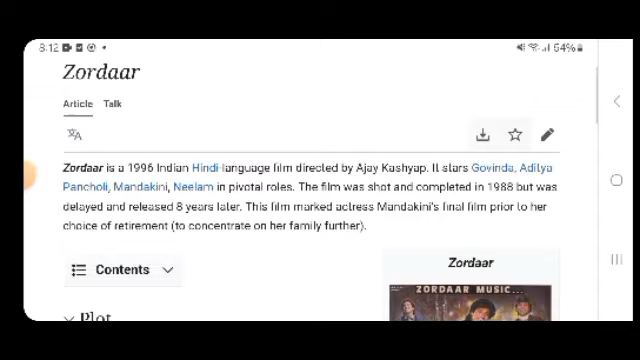 8:12
54%
Zordaar
Article Talk
Zordaar is a 1996 Indian Hindi-language film directed by Ajay Kashyap. It stars Govinda, Aditya
Pancholi, Mandakini, Neelam in pivotal roles. The film was shot and completed in 1988 but was
delayed and released 8 years later. This film marked actress Mandakini's final film prior to her
choice of retirement (to concentrate on her family further).
Contents
Zordaar
ZORDAAR MUSIC...
Plot